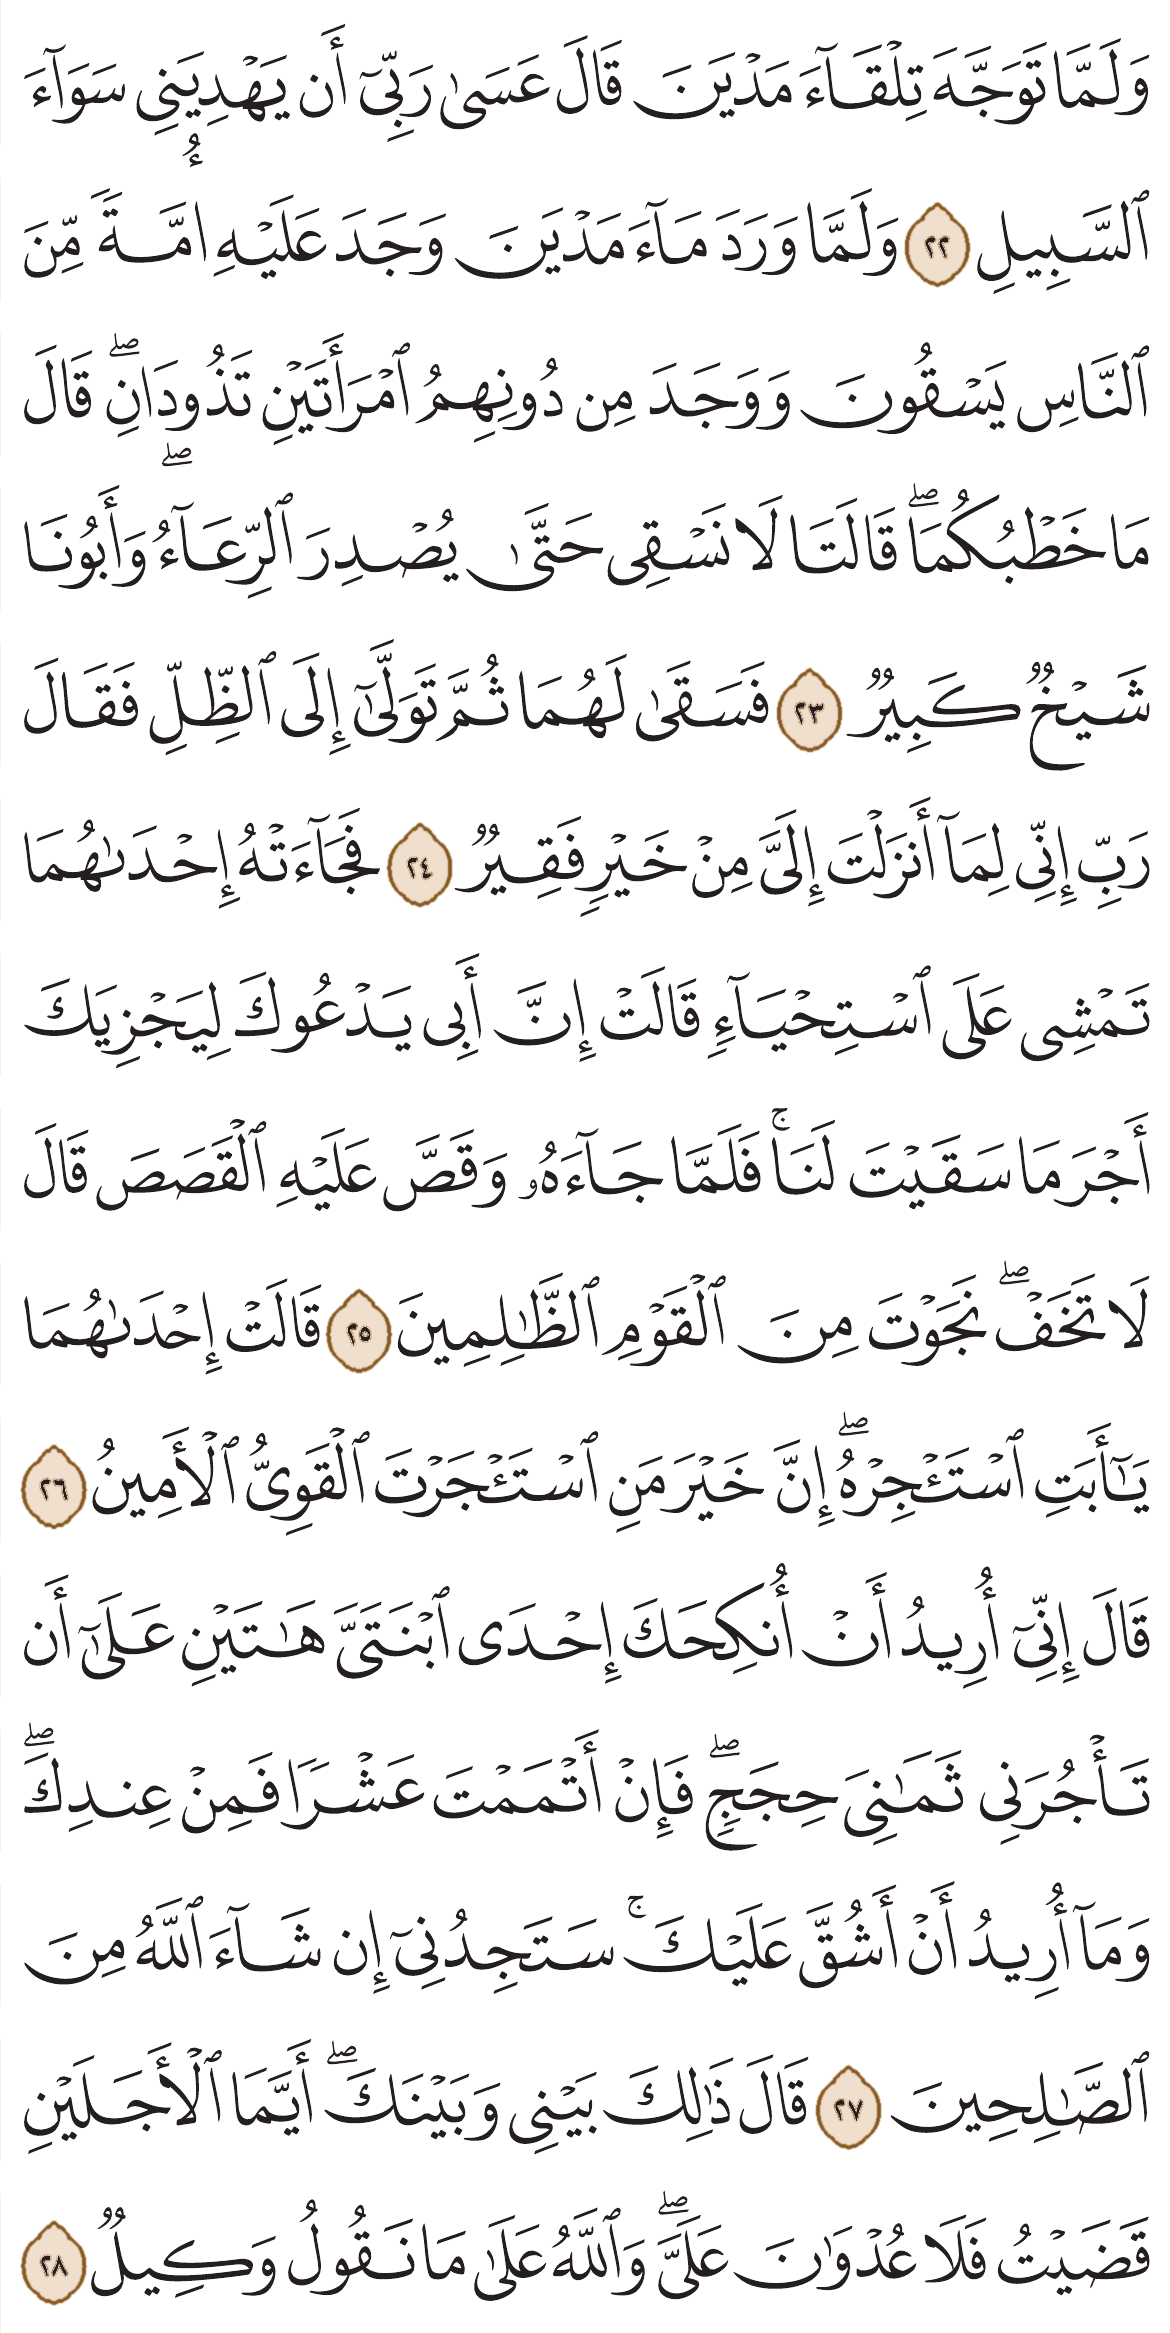 وَلَمَّا تَوَجَّهَ تِلْقَآءَ مَدْيَنَ قَالَ عَسَىٰ رَبِّىٓ أَن يَهْدِيَنِى سَوَآءَ
ٱلسَّبِيلِ ٢٢ وَلَمَّا وَرَدَ مَآءَ مَدْيَنَ وَجَدَ عَلَيْهِ أُمَّةً مِّنَ
ٱلنَّاسِ يَسْقُونَ وَوَجَدَ مِن دُونِهِمُ ٱمْرَأَتَيْنِ تَذُودَانِ ۖ قَالَ
مَا خَطْبُكُمَا ۖ قَالَتَا لَا نَسْقِى حَتَّىٰ يُصْدِرَ ٱلرِّعَآءُ ۖ وَأَبُونَا
شَيْخٌ كَبِيرٌ ٢٣ فَسَقَىٰ لَهُمَا ثُمَّ تَوَلَّىٰٓ إِلَى ٱلظِّلِّ فَقَالَ
رَبِّ إِنِّى لِمَآ أَنزَلْتَ إِلَىَّ مِنْ خَيْرٍ فَقِيرٌ ٢٤ فَجَآءَتْهُ إِحْدَىٰهُمَا
تَمْشِى عَلَى ٱسْتِحْيَآءٍ قَالَتْ إِنَّ أَبِى يَدْعُوكَ لِيَجْزِيَكَ
أَجْرَ مَا سَقَيْتَ لَنَا ۚ فَلَمَّا جَآءَهُۥ وَقَصَّ عَلَيْهِ ٱلْقَصَصَ قَالَ
لَا تَخَفْ ۖ نَجَوْتَ مِنَ ٱلْقَوْمِ ٱلظَّـٰلِمِينَ ٢٥ قَالَتْ إِحْدَىٰهُمَا
يَـٰٓأَبَتِ ٱسْتَـْٔجِرْهُ ۖ إِنَّ خَيْرَ مَنِ ٱسْتَـْٔجَرْتَ ٱلْقَوِىُّ ٱلْأَمِينُ ٢٦
قَالَ إِنِّىٓ أُرِيدُ أَنْ أُنكِحَكَ إِحْدَى ٱبْنَتَىَّ هَـٰتَيْنِ عَلَىٰٓ أَن
تَأْجُرَنِى ثَمَـٰنِىَ حِجَجٍ ۖ فَإِنْ أَتْمَمْتَ عَشْرًا فَمِنْ عِندِكَ ۖ
وَمَآ أُرِيدُ أَنْ أَشُقَّ عَلَيْكَ ۚ سَتَجِدُنِىٓ إِن شَآءَ ٱللَّهُ مِنَ
ٱلصَّـٰلِحِينَ ٢٧ قَالَ ذَٰلِكَ بَيْنِى وَبَيْنَكَ ۖ أَيَّمَا ٱلْأَجَلَيْنِ
قَضَيْتُ فَلَا عُدْوَٰنَ عَلَىَّ ۖ وَٱللَّهُ عَلَىٰ مَا نَقُولُ وَكِيلٌ ٢٨